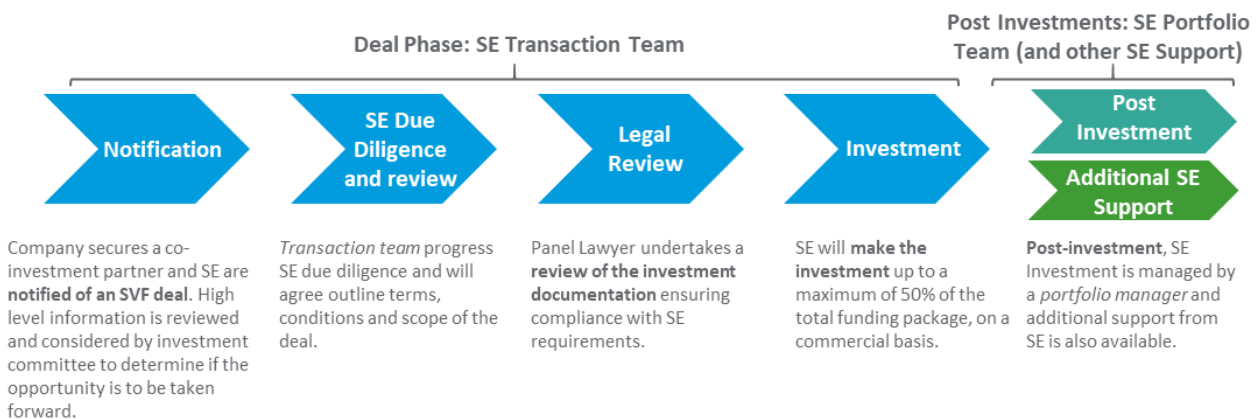 Deal Phase: SE Transaction Team
Post Investments: SE Portfolio
Team (and other SE Support)
Notification
SE Due
Diligence
and review
Legal
Review
Investment
Post
Investment
Additional SE
Support
Company secures a co-
investment partner and SE are
notified of an SVF deal. High
level information is reviewed
and considered by investment
committee to determine if the
opportunity is to be taken
forward.
Transaction team progress
SE due diligence and will
agree outline terms,
conditions and scope of the
deal.
Panel Lawyer undertakes a
review of the investment
documentation ensuring
compliance with SE
requirements.
SE will make the
investment up to a
maximum of 50% of the
total funding package, on a
commercial basis.
Post-investment, SE
Investment is managed by
a portfolio manager and
additional support from
SE is also available.